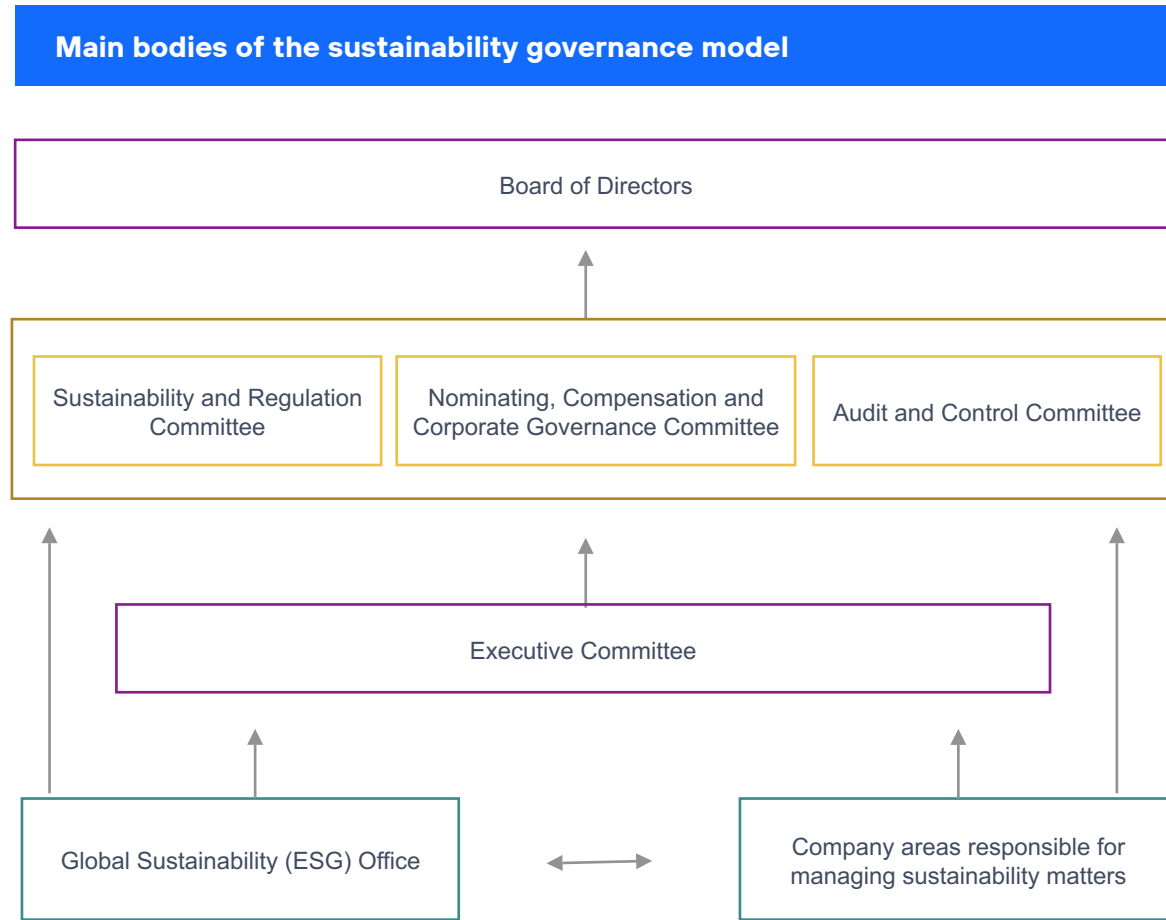 Main bodies of the sustainability governance model
Board of Directors
Sustainability and Regulation
Committee
Nominating, Compensation and
Corporate Governance Committee
Audit and Control Committee
Executive Committee
Global Sustainability (ESG) Office
Company areas responsible for
managing sustainability matters